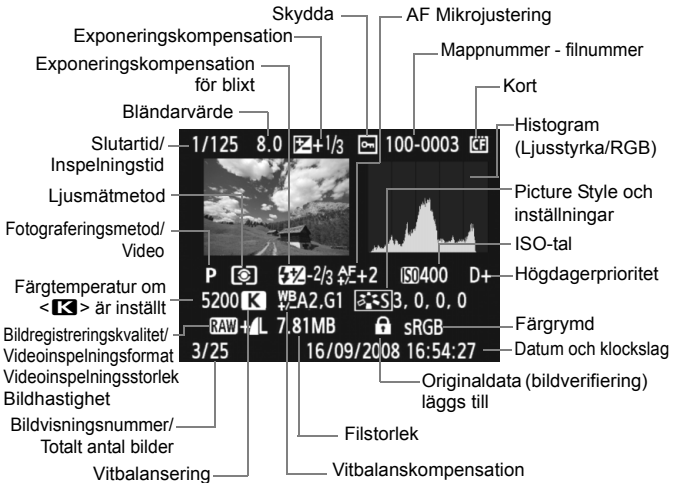 Skydda
AF Mikrojustering
Exponeringskompensation
Mappnummer - filnummer
Exponeringskompensation
för blixt
Kort
Bländarvärde
Histogram
(Ljusstyrka/RGB)
Slutartid/
Inspelningstid
1/125 8.0 +1/3 100-0003 CF
Ljusmätmetod
Picture Style och
inställningar
Fotograferingsmetod/
Video
ISO-tal
P -2/3 AF+2 ISO400 D+
Högdagerprioritet
Färgtemperatur om
<K> är inställt
5200 K WB A2,G1 S 3, 0, 0, 0
Bildregistreringskvalitet/
Videoinspelningsformat
Videoinspelningsstorlek
Bildhastighet
RAW+L 7.81MB sRGB
Färgrymd
3/25 16/09/2008 16:54:27
Datum och klockslag
Originaldata (bildverifiering)
läggs till
Bildvisningsnummer/
Totalt antal bilder
Filstorlek
Vitbalansering
Vitbalanskompensation